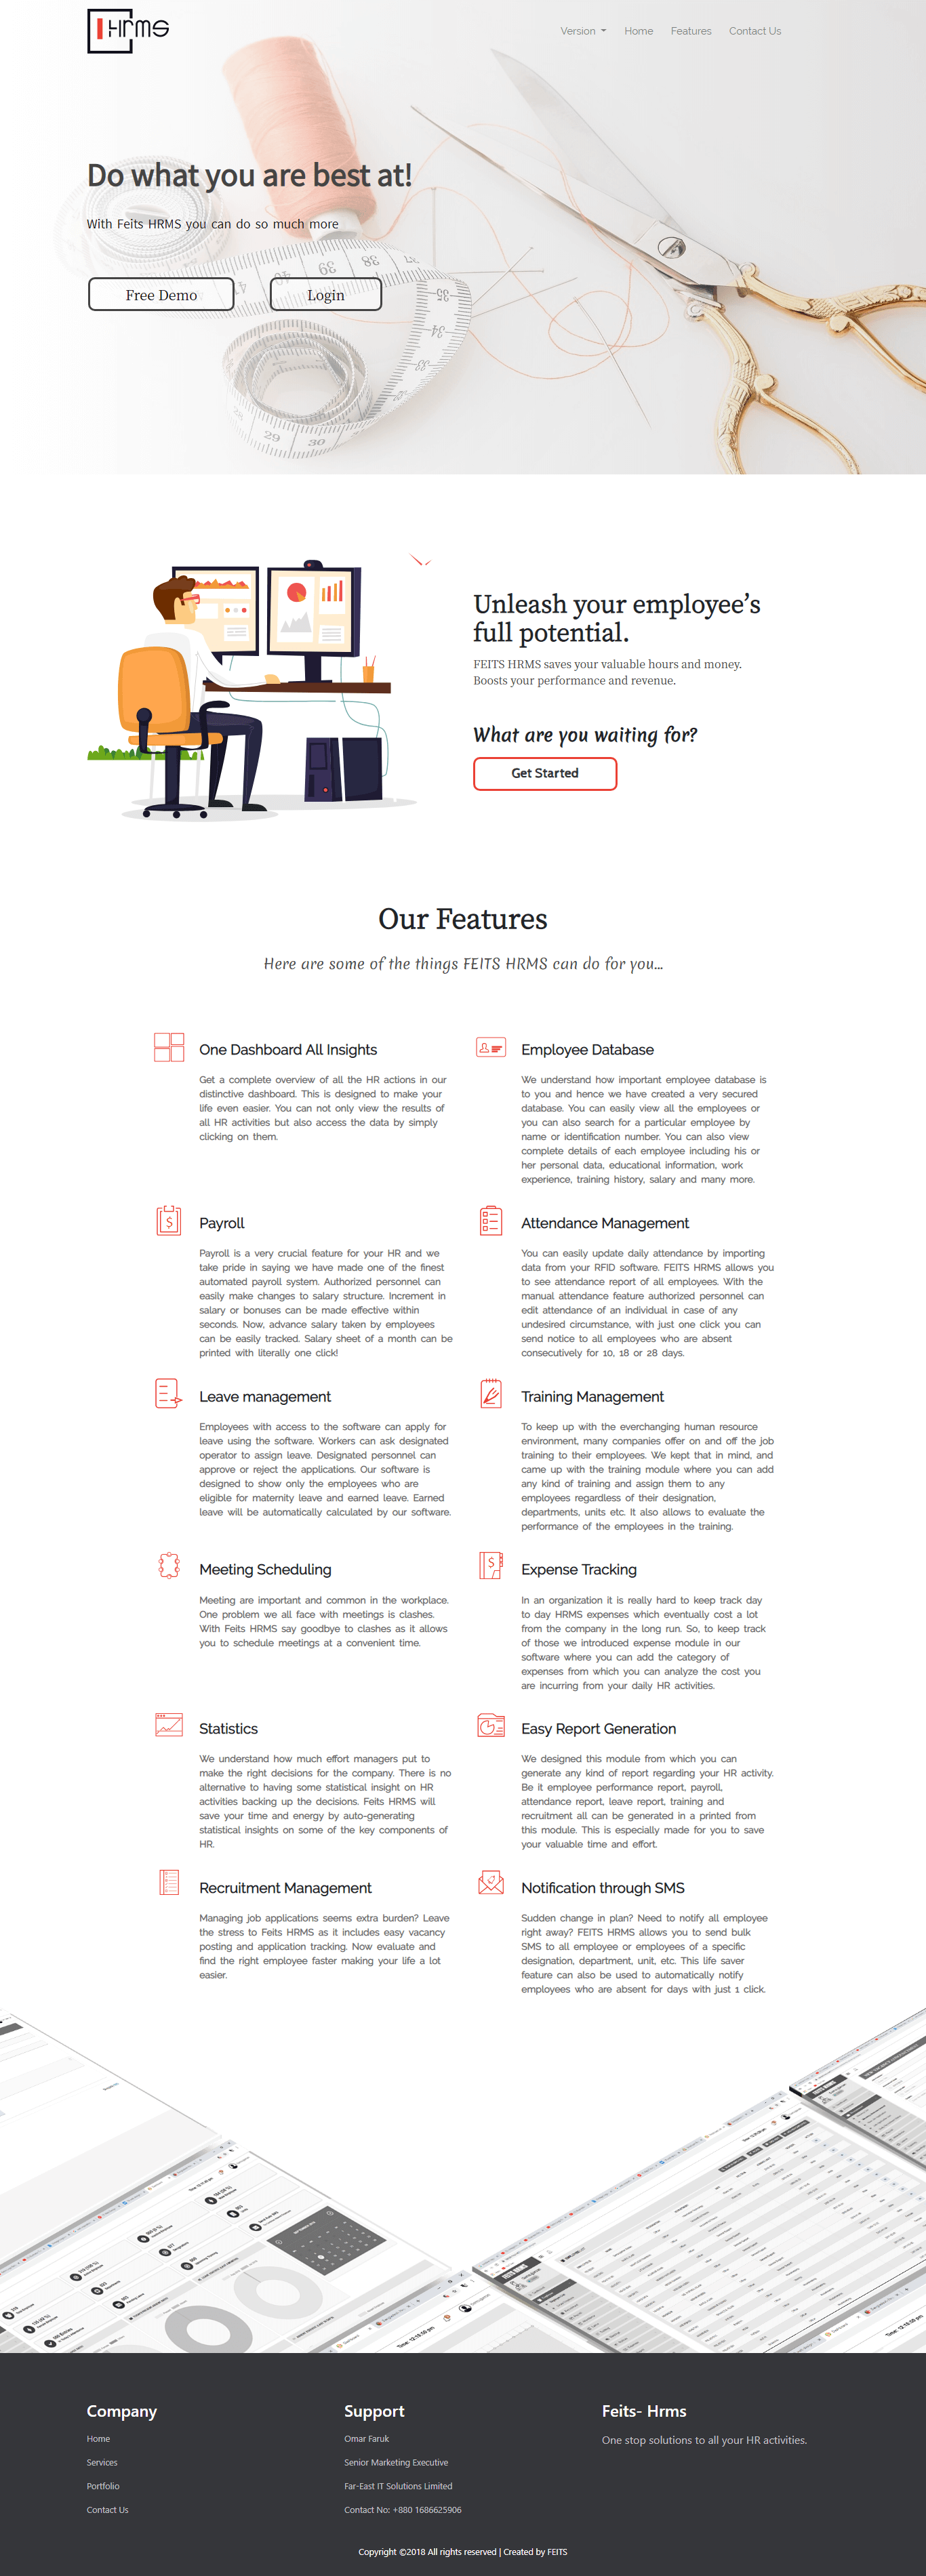 HRMS
Version
Home
Features
Contact Us
Do what you are best at!
With Feits HRMS you can do so much more
Free Demo
Login
Unleash your employee’s
full potential.
FEITS HRMS saves your valuable hours and money.
Boosts your performance and revenue.
What are you waiting for?
Get Started
Our Features
Here are some of the things FEITS HRMS can do for you...
One Dashboard All Insights
Get a complete overview of all the HR actions in our
distinctive dashboard. This is designed to make your
life even easier. You can not only view the results of
all HR activities but also access the data by simply
clicking on them.
Employee Database
We understand how important employee database is
to you and hence we have created a very secured
database. You can easily view all the employees or
you can also search for a particular employee by
name or identification number. You can also view
complete details of each employee including his or
her personal data, educational information, work
experience, training history, salary and many more.
Payroll
Payroll is a very crucial feature for your HR and we
take pride in saying we have made one of the finest
automated payroll system. Authorized personnel can
easily make changes to salary structure. Increment in
salary or bonuses can be made effective within
seconds. Now, advance salary taken by employees
can be easily tracked. Salary sheet of a month can be
printed with literally one click!
Attendance Management
You can easily update daily attendance by importing
data from your RFID software. FEITS HRMS allows you
to see attendance report of all employees. With the
manual attendance feature authorized personnel can
edit attendance of an individual in case of any
undesired circumstance, with just one click you can
send notice to all employees who are absent
consecutively for 10, 18 or 28 days.
Leave management
Employees with access to the software can apply for
leave using the software. Workers can ask designated
operator to assign leave. Designated personnel can
approve or reject the applications. Our software is
designed to show only the employees who are
eligible for maternity leave and earned leave. Earned
leave will be automatically calculated by our software.
Training Management
To keep up with the everchanging human resource
environment, many companies offer on and off the job
training to their employees. We kept that in mind, and
came up with the training module where you can add
any kind of training and assign them to any
employees regardless of their designation,
departments, units etc. It also allows to evaluate the
performance of the employees in the training.
Meeting Scheduling
Meeting are important and common in the workplace.
One problem we all face with meetings is clashes.
With Feits HRMS say goodbye to clashes as it allows
you to schedule meetings at a convenient time.
Expense Tracking
In an organization it is really hard to keep track day
to day HRMS expenses which eventually cost a lot
from the company in the long run. So, to keep track
of those we introduced expense module in our
software where you can add the category of
expenses from which you can analyze the cost you
are incurring from your daily HR activities.
Statistics
We understand how much effort managers put to
make the right decisions for the company. There is no
alternative to having some statistical insight on HR
activities backing up the decisions. Feits HRMS will
save your time and energy by auto-generating
statistical insights on some of the key components of
HR.
Easy Report Generation
We designed this module from which you can
generate any kind of report regarding your HR activity.
Be it employee performance report, payroll,
attendance report, leave report, training and
recruitment all can be generated in a printed from
this module. This is especially made for you to save
your valuable time and effort.
Recruitment Management
Managing job applications seems extra burden? Leave
the stress to Feits HRMS as it includes easy vacancy
posting and application tracking. Now evaluate and
find the right employee faster making your life a lot
easier.
Notification through SMS
Sudden change in plan? Need to notify all employee
right away? FEITS HRMS allows you to send bulk
SMS to all employee or employees of a specific
designation, department, unit, etc. This life saver
feature can also be used to automatically notify
employees who are absent for days with just 1 click.
Company
Home
Services
Portfolio
Contact Us
Support
Omar Faruk
Senior Marketing Executive
Far-East IT Solutions Limited
Contact No: +880 1686625906
Feits- Hrms
One stop solutions to all your HR activities.
Copyright ©2018 All rights reserved | Created by FEITS